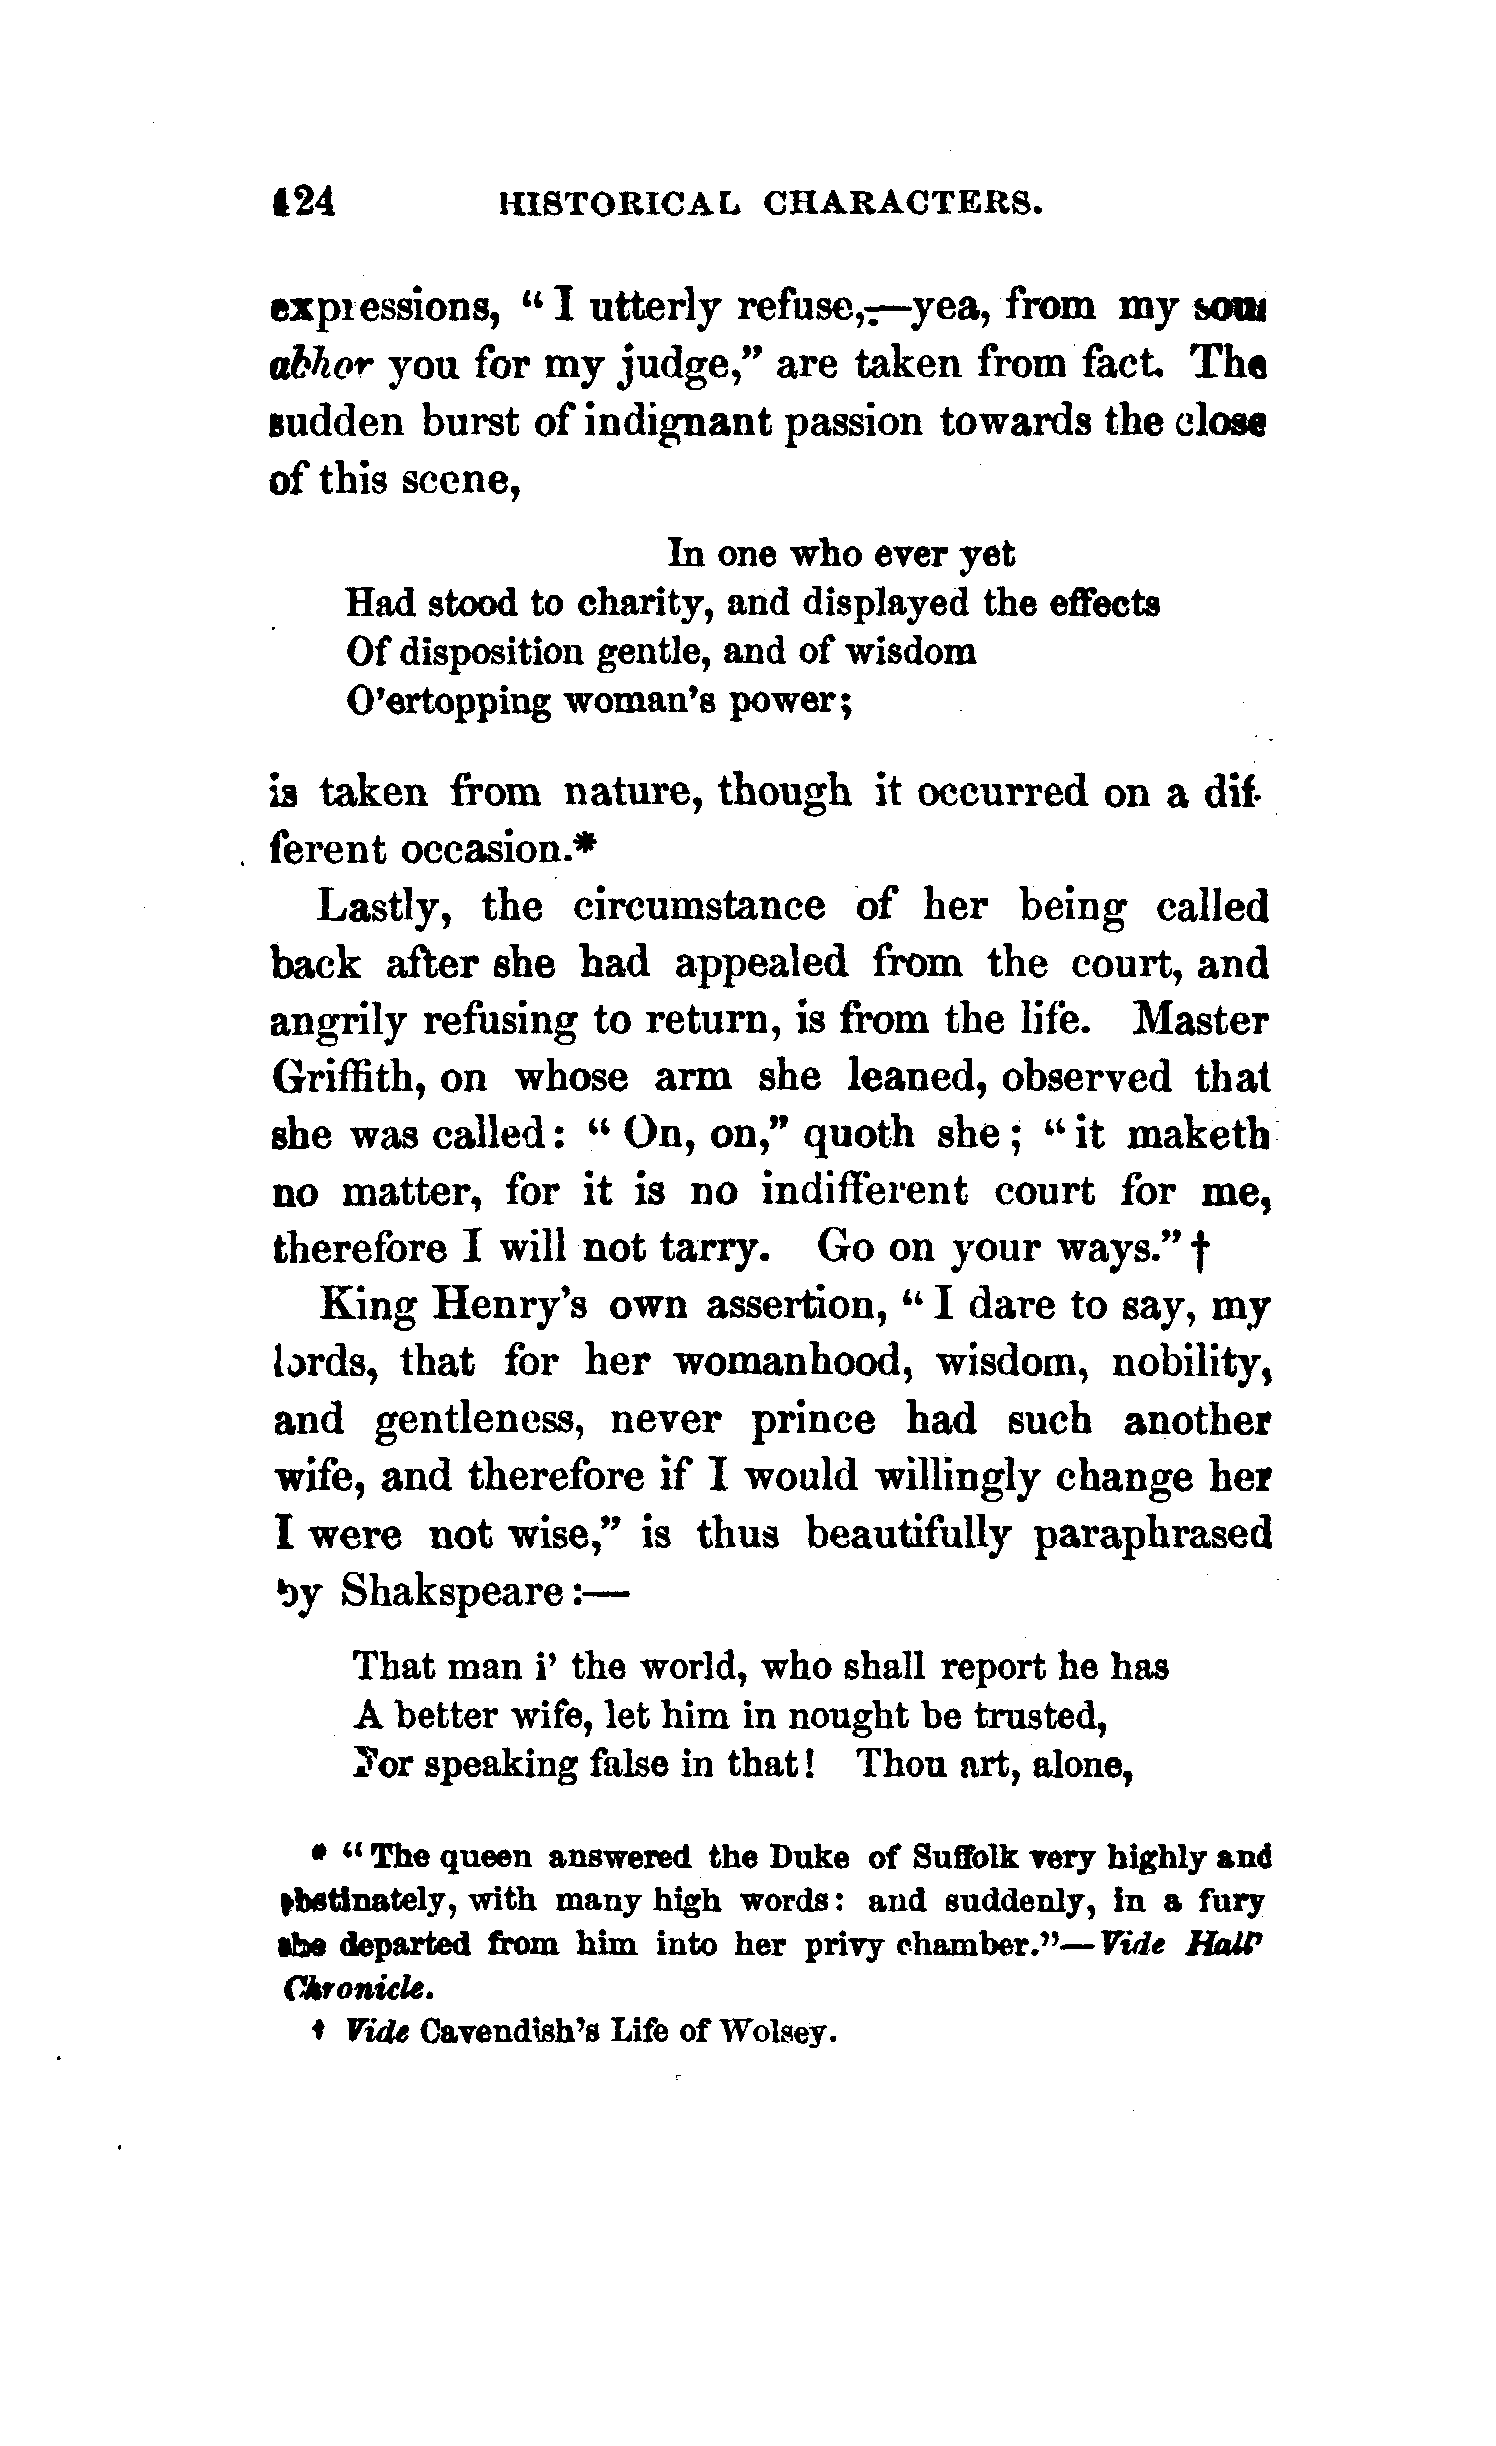 424 HISTORICAL CHARACTERS.
expressions, " I utterly refuse,—yea, from my soul
abhor you for my judge," are taken from fact. The
sudden burst of indignant passion towards the close
of this scene,
In one who ever yet
Had stood to charity, and displayed the effects
Of disposition gentle, and of wisdom
O'ertopping woman's power;
is taken from nature, though it occurred on a dif-
ferent occasion.*
Lastly, the circumstance of her being called
back after she had appealed from the court, and
angrily refusing to return, is from the life. Master
Griffith, on whose arm she leaned, observed that
she was called: " On, on," quoth she; " it maketh
no matter, for it is no indifferent court for me,
therefore I will not tarry. Go on your ways." †
King Henry's own assertion, " I dare to say, my
lords, that for her womanhood, wisdom, nobility,
and gentleness, never prince had such another
wife, and therefore if I would willingly change her
I were not wise," is thus beautifully paraphrased
by Shakspeare :—
That man i' the world, who shall report he has
A better wife, let him in nought be trusted,
For speaking false in that! Thou art, alone,
* " The queen answered the Duke of Suffolk very highly and
obstinately, with many high words: and suddenly, in a fury
she departed from him into her privy chamber."—Vide Hall'
Chronicle.
† Vide Cavendish's Life of Wolsey.